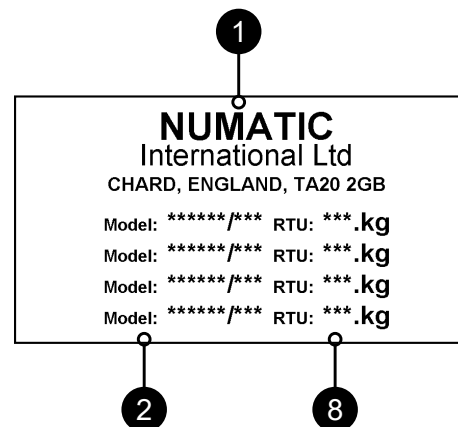 1
NUMATIC
International Ltd
CHARD, ENGLAND, TA20 2GB
Model: ******/*** RTU: ***.kg
Model: ******/*** RTU: ***.kg
Model: ******/*** RTU: ***.kg
Model: ******/*** RTU: ***.kg
2 8